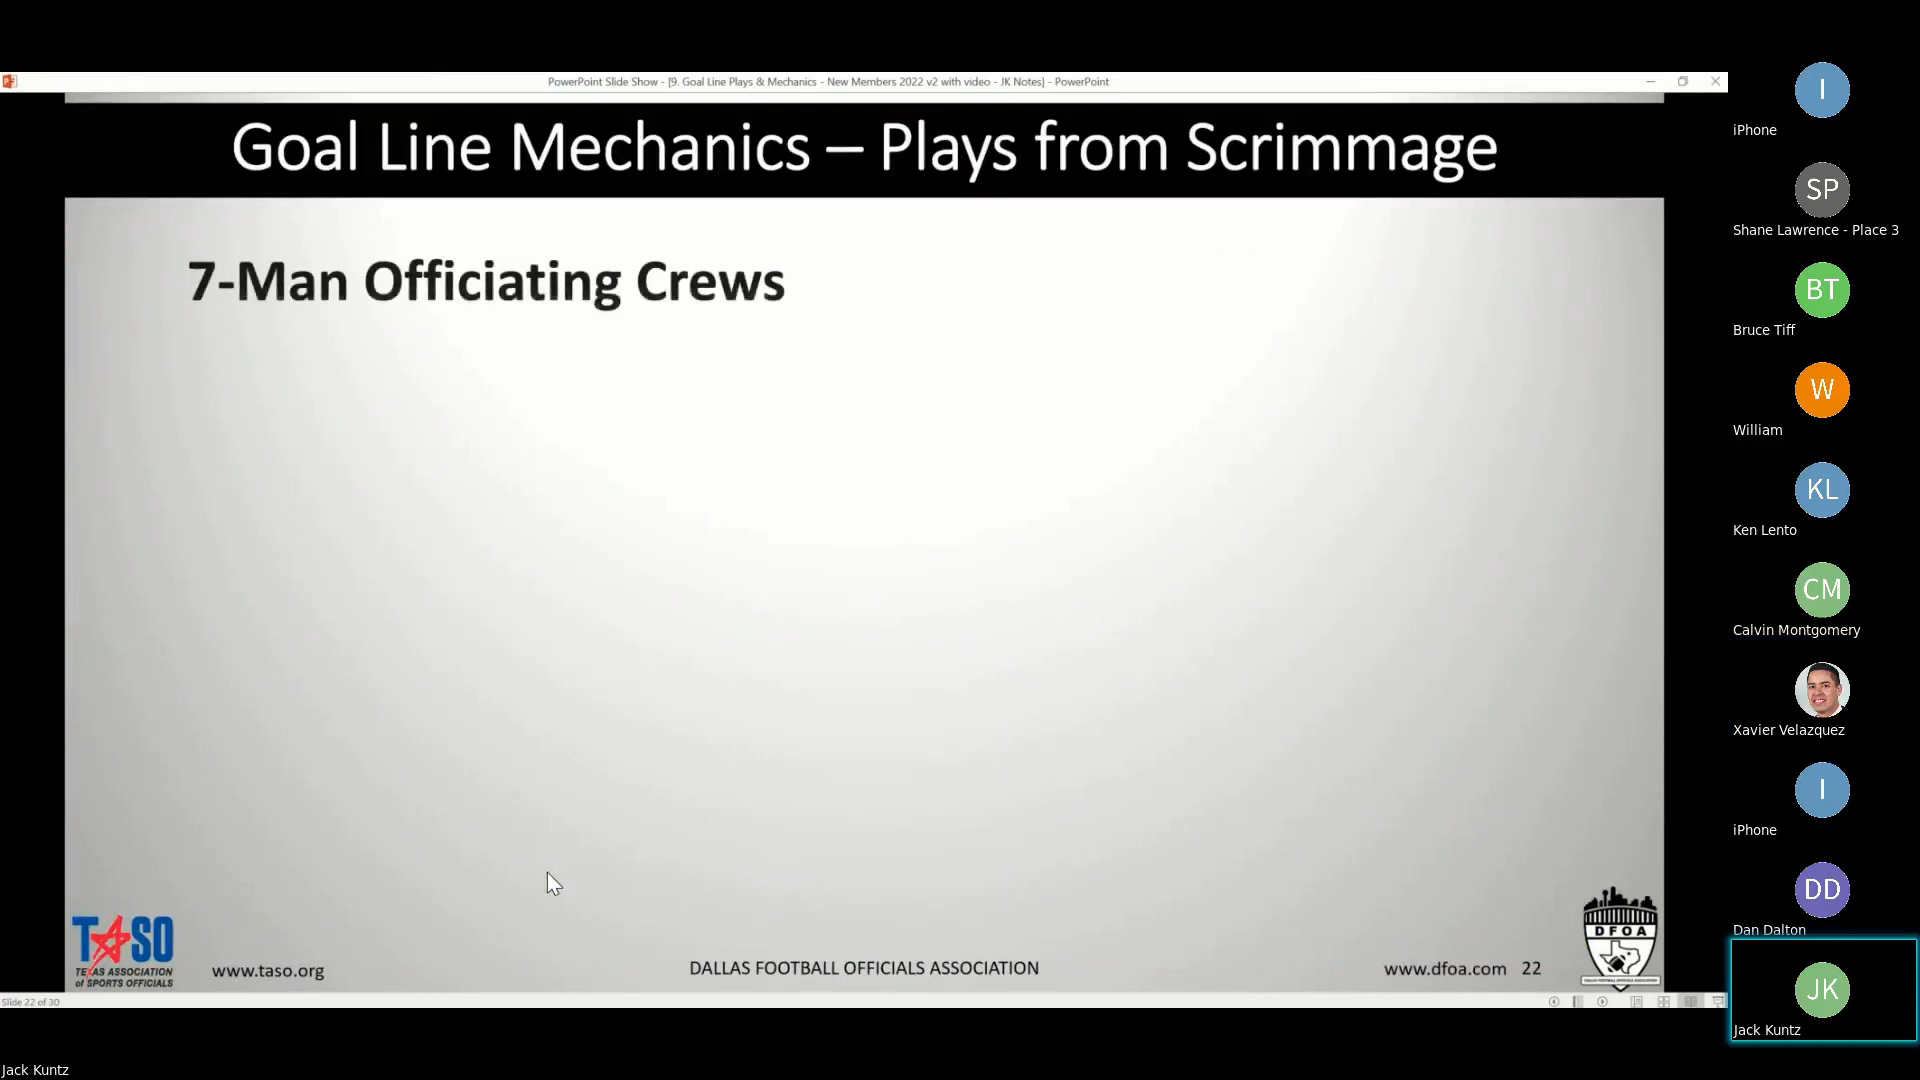 PowerPoint Slide Show - [9. Goal Line Plays & Mechanics - New Members 2022 v2 with video - JK Notes] - PowerPoint
Goal Line Mechanics – Plays from Scrimmage
7-Man Officiating Crews
TASO
TEXAS ASSOCIATION
of SPORTS OFFICIALS
www.taso.org
DALLAS FOOTBALL OFFICIALS ASSOCIATION
www.dfoa.com 22
DFOA
DALLAS FOOTBALL OFFICIALS ASSOCIATION
Slide 22 of 30
Jack Kuntz
I
iPhone
SP
Shane Lawrence - Place 3
BT
Bruce Tiff
W
William
KL
Ken Lento
CM
Calvin Montgomery
Xavier Velazquez
I
iPhone
DD
Dan Dalton
JK
Jack Kuntz